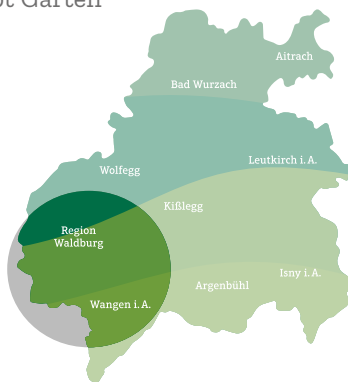 Garten
Aitrach
Bad Wurzach
Leutkirch i. A.
Wolfegg
Kißlegg
Region
Waldburg
Isny i. A.
Argenbühl
Wangen i. A.